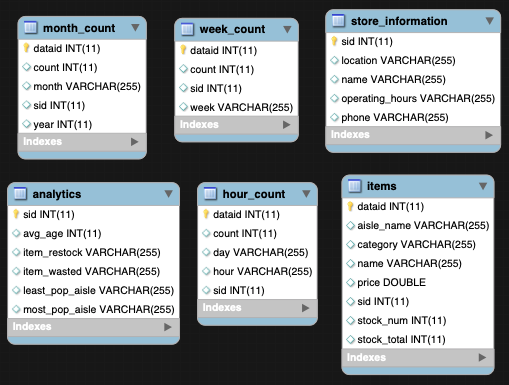 month_count
dataid INT(11)
count INT(11)
month VARCHAR(255)
sid INT(11)
year INT(11)
Indexes
week_count
dataid INT(11)
count INT(11)
sid INT(11)
week VARCHAR(255)
Indexes
store_information
sid INT(11)
location VARCHAR(255)
name VARCHAR(255)
operating_hours VARCHAR(255)
phone VARCHAR(255)
Indexes
analytics
sid INT(11)
avg_age INT(11)
item_restock VARCHAR(255)
item_wasted VARCHAR(255)
least_pop_aisle VARCHAR(255)
most_pop_aisle VARCHAR(255)
Indexes
hour_count
dataid INT(11)
count INT(11)
day VARCHAR(255)
hour VARCHAR(255)
sid INT(11)
Indexes
items
dataid INT(11)
aisle_name VARCHAR(255)
category VARCHAR(255)
name VARCHAR(255)
price DOUBLE
sid INT(11)
stock_num INT(11)
stock_total INT(11)
Indexes